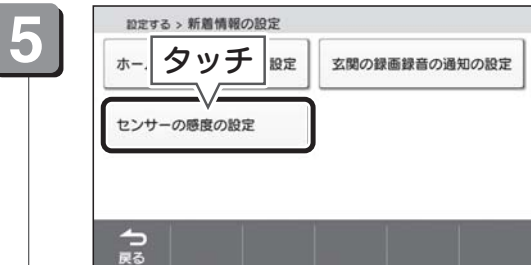 5
設定する > 新着情報の設定
タッチ
ホー
設定
玄関の録画録音の通知の設定
センサーの感度の設定
戻る